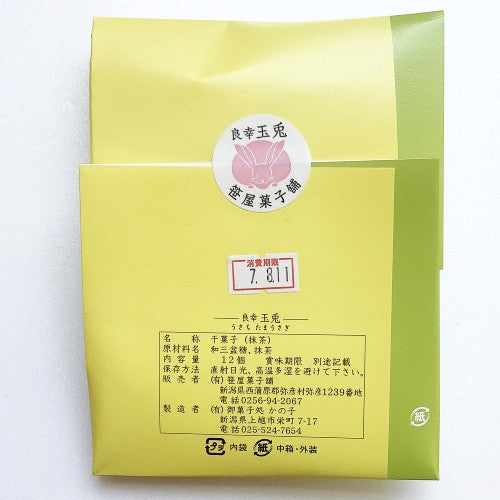 良幸玉兎
笹屋菓子舗
消費期限
7. 8.11
良幸 玉兎
うさちたまうさぎ
名称 干菓子（抹茶）
原材料名 和三盆糖、抹茶
内容量 12個 賞味期限 別途記載
保存方法 直射日光、高温多湿を避けて下さい。
販売者 (有)笹屋菓子舗
新潟県西蒲原郡弥彦村弥彦1239番地
電話0256-94-2067
製造者 (有)御菓子処 かの子
新潟県上越市栄町7-17
電話025-524-7654
プラ 内袋 紙 中箱・外装
紙